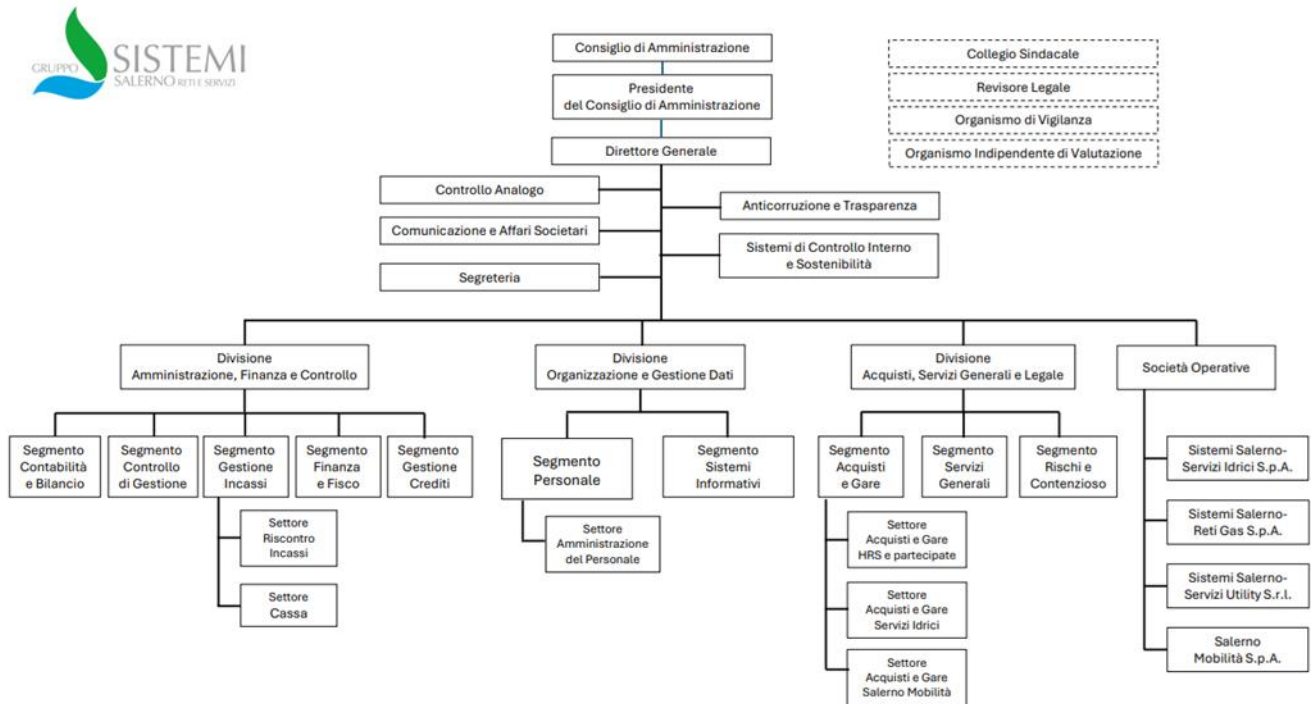 GRUPPO SISTEMI
SALERNO RETI E SERVIZI
Consiglio di Amministrazione
Presidente
del Consiglio di Amministrazione
Direttore Generale
Collegio Sindacale
Revisore Legale
Organismo di Vigilanza
Organismo Indipendente di Valutazione
Controllo Analogo
Anticorruzione e Trasparenza
Comunicazione e Affari Societari
Sistemi di Controllo Interno
e Sostenibilità
Segreteria
Divisione
Amministrazione, Finanza e Controllo
Divisione
Organizzazione e Gestione Dati
Divisione
Acquisti, Servizi Generali e Legale
Società Operative
Segmento
Contabilità
e Bilancio
Segmento
Controllo
di Gestione
Segmento
Gestione
Incassi
Segmento
Finanza
e Fisco
Segmento
Gestione
Crediti
Settore
Riscontro
Incassi
Settore
Cassa
Segmento
Personale
Segmento
Sistemi
Informativi
Settore
Amministrazione
del Personale
Segmento
Acquisti
e Gare
Segmento
Servizi
Generali
Segmento
Rischi e
Contenzioso
Settore
Acquisti e Gare
HRS e partecipate
Settore
Acquisti e Gare
Servizi Idrici
Settore
Acquisti e Gare
Salerno Mobilità
Sistemi Salerno-
Servizi Idrici S.p.A.
Sistemi Salerno-
Reti Gas S.p.A.
Sistemi Salerno-
Servizi Utility S.r.l.
Salerno
Mobilità S.p.A.